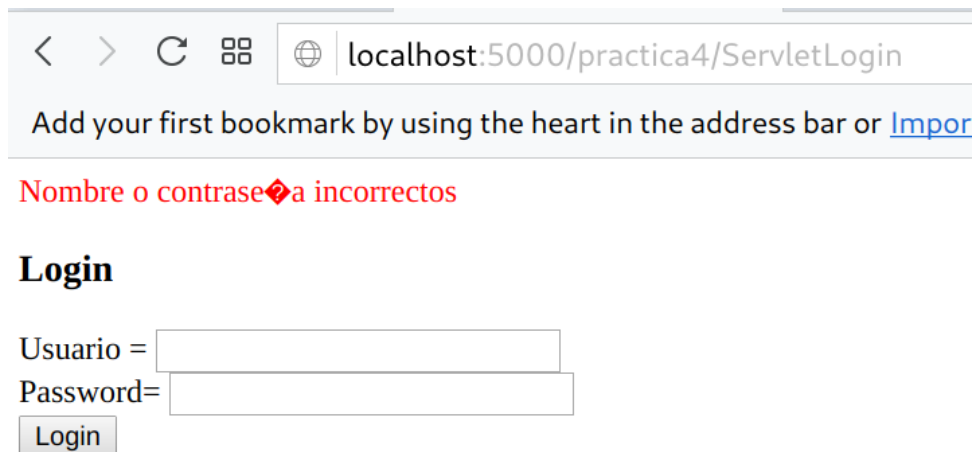 localhost:5000/practica4/ServletLogin
Add your first bookmark by using the heart in the address bar or Impor
Nombre o contrase�a incorrectos
Login
Usuario =
Password=
Login